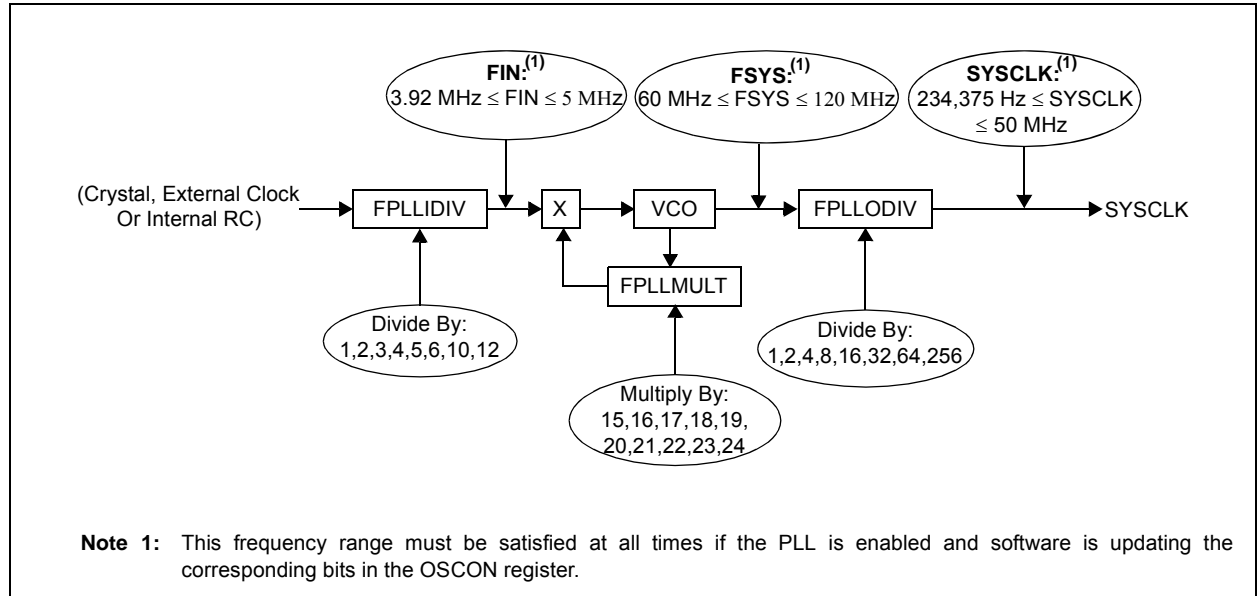 FIN:(1)
3.92 MHz ≤ FIN ≤ 5 MHz
FSYS:(1)
60 MHz ≤ FSYS ≤ 120 MHz
SYSCLK:(1)
234,375 Hz ≤ SYSCLK
≤ 50 MHz
(Crystal, External Clock
Or Internal RC)
FPLLIDIV
X
VCO
FPLLODIV
SYSCLK
FPLLMULT
Divide By:
1,2,3,4,5,6,10,12
Divide By:
1,2,4,8,16,32,64,256
Multiply By:
15,16,17,18,19,
20,21,22,23,24
Note 1: This frequency range must be satisfied at all times if the PLL is enabled and software is updating the
corresponding bits in the OSCON register.